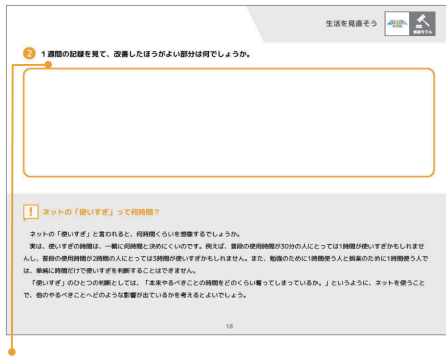 生活を見直そう
情報モラル
2 1週間の記録を見て、改善したほうがよい部分は何でしょうか。
! ネットの「使いすぎ」って何時間?
ネットの「使いすぎ」と言われると、何時間くらいを想像するでしょうか。
実は、使いすぎの時間は、一概に何時間と決めにくいのです。例えば、普段の使用時間が30分の人にとっては1時間が使いすぎかもしれませ
んし、普段の使用時間が2時間の人にとっては3時間が使いすぎかもしれません。また、勉強のために1時間使う人と娯楽のために1時間使う人で
は、単純に時間だけで使いすぎを判断することはできません。
「使いすぎ」のひとつの判断としては、「本来やるべきことの時間をどのくらい奪ってしまっているか。」というように、ネットを使うこと
で、他のやるべきことへどのような影響が出ているかを考えるとよいでしょう。
18